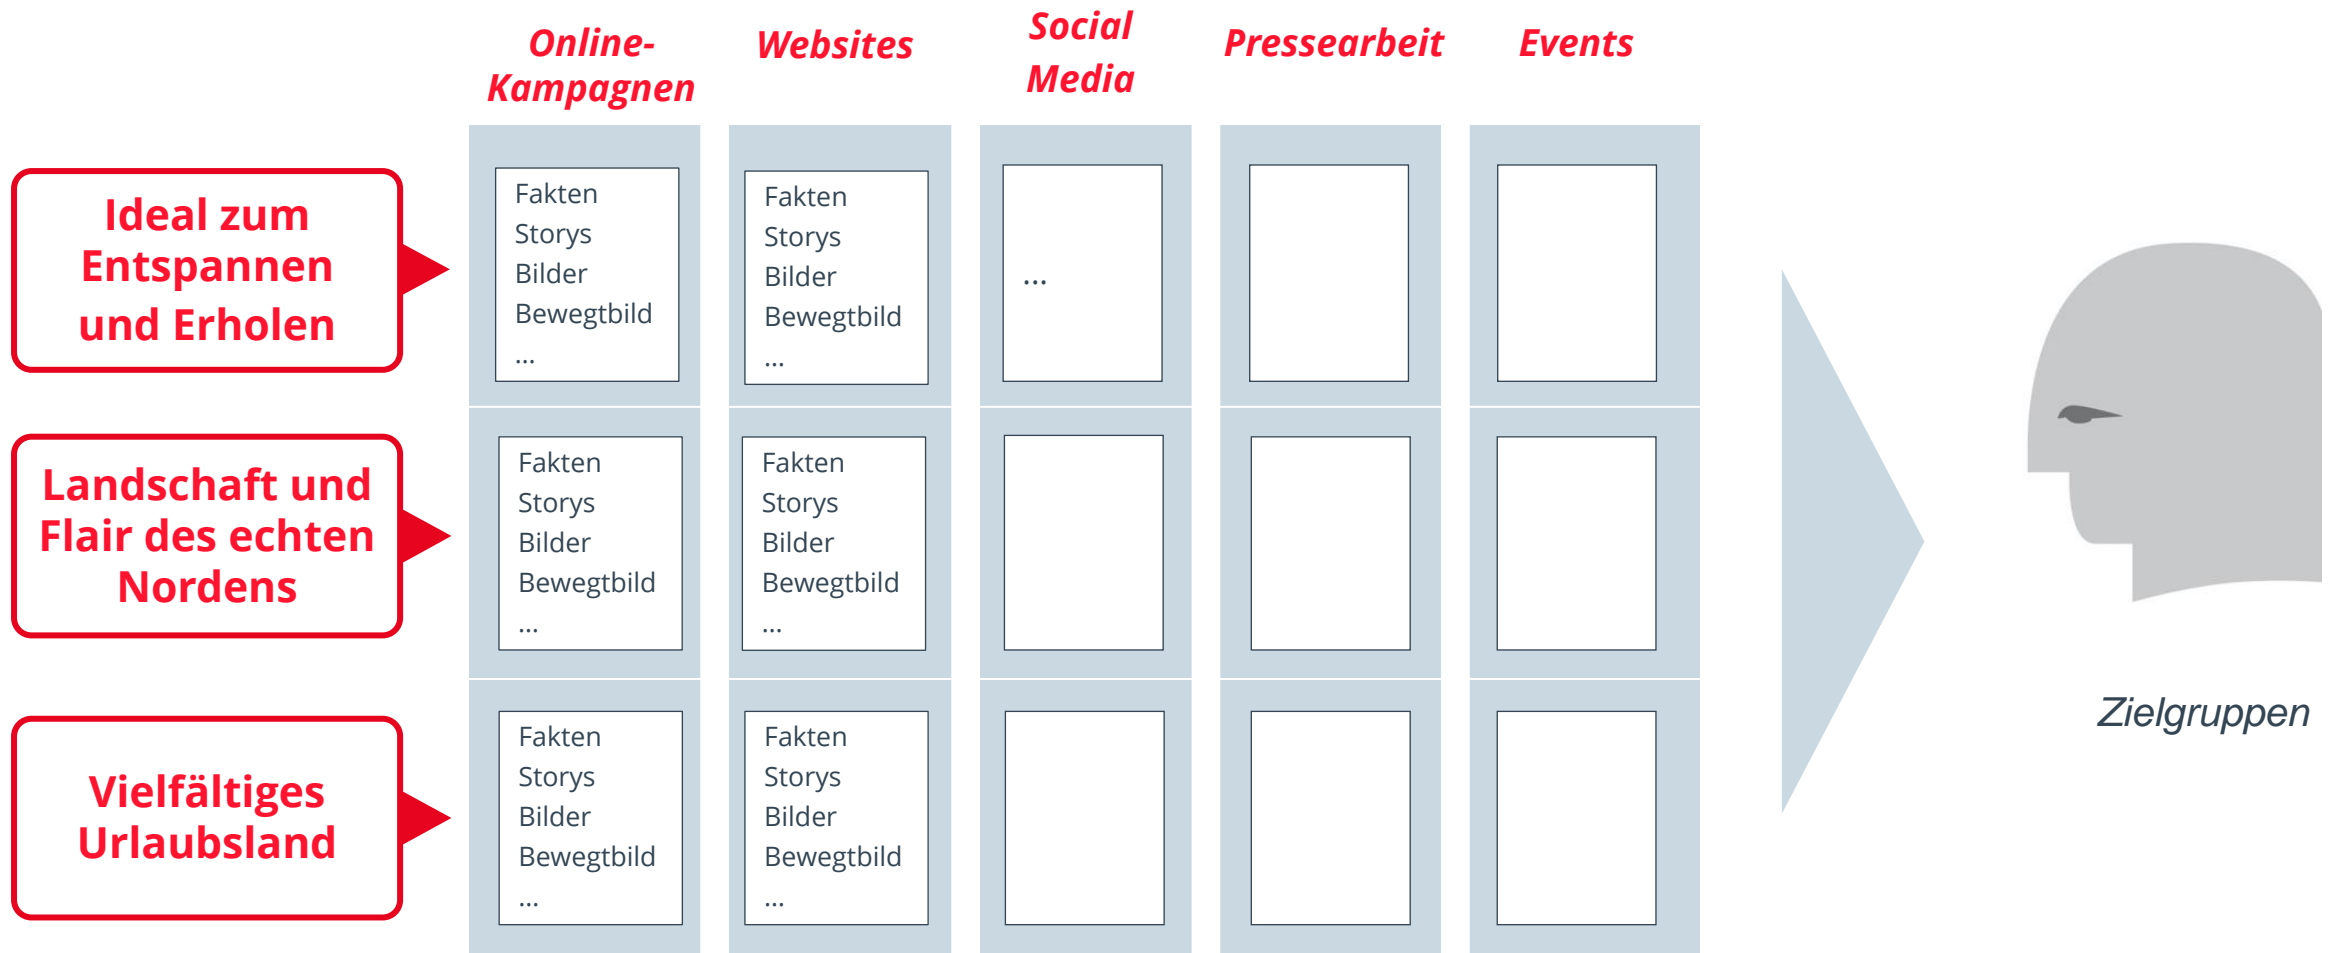 Online-
Kampagnen
Websites
Social
Media
Pressearbeit
Events
Ideal zum
Entspannen
und Erholen
Fakten
Storys
Bilder
Bewegtbild
...
Fakten
Storys
Bilder
Bewegtbild
...
...
Landschaft und
Flair des echten
Nordens
Fakten
Storys
Bilder
Bewegtbild
...
Fakten
Storys
Bilder
Bewegtbild
...
Vielfältiges
Urlaubsland
Fakten
Storys
Bilder
Bewegtbild
...
Fakten
Storys
Bilder
Bewegtbild
...
Zielgruppen